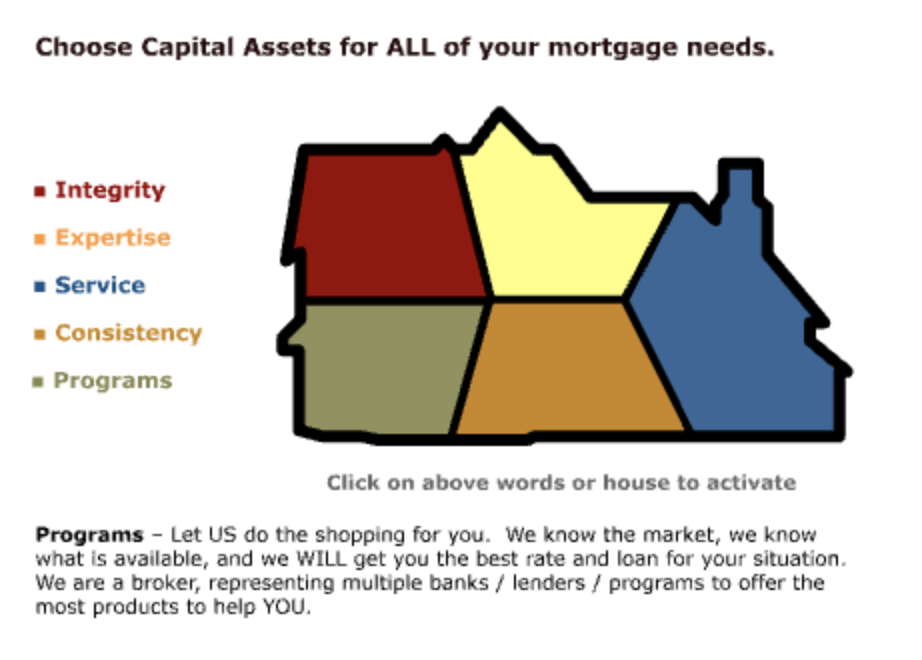 Choose Capital Assets for ALL of your mortgage needs.
Integrity
Expertise
Service
Consistency
Programs
Click on above words or house to activate
Programs – Let US do the shopping for you.  We know the market, we know
what is available, and we WILL get you the best rate and loan for your situation.
We are a broker, representing multiple banks / lenders / programs to offer the
most products to help YOU.